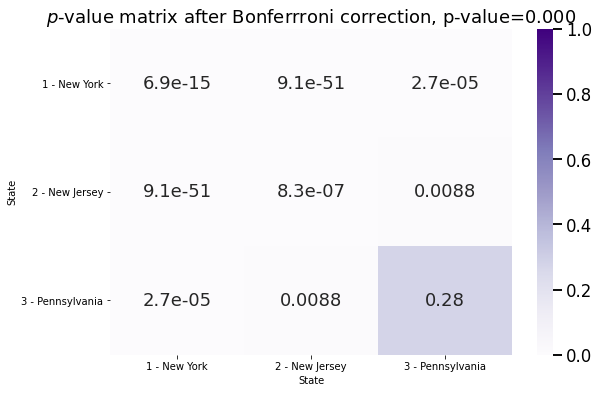 p-value matrix after Bonferrroni correction, p-value=0.000
1 - New York 6.9e-15 9.1e-51 2.7e-05
2 - New Jersey 9.1e-51 8.3e-07 0.0088
3 - Pennsylvania 2.7e-05 0.0088 0.28
State
1 - New York 2 - New Jersey 3 - Pennsylvania
State
1.0
0.8
0.6
0.4
0.2
0.0